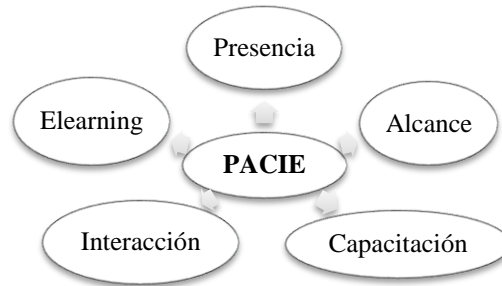 Presencia
Elearning
Alcance
PACIE
Interacción
Capacitación